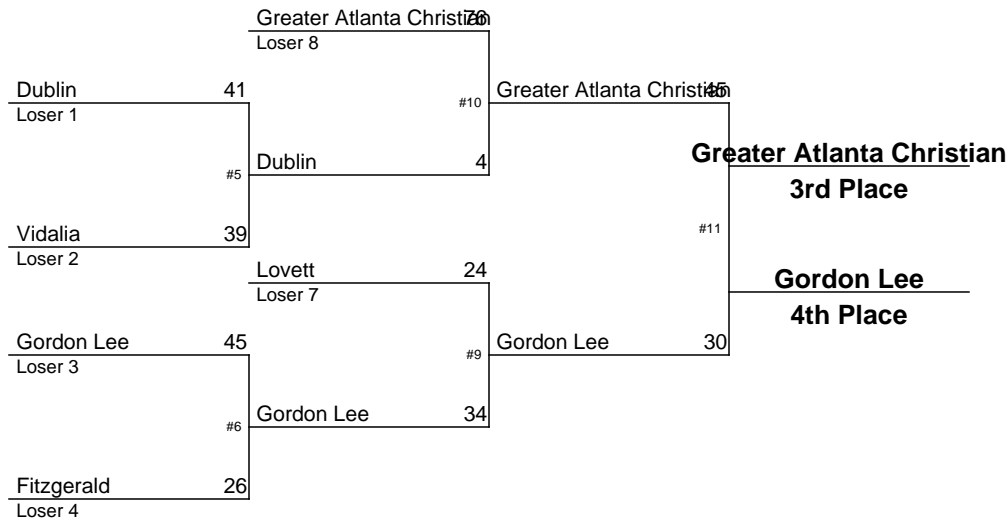 Greater Atlanta Christian 76
Loser 8
Dublin 41
Loser 1
#10
Greater Atlanta Christian 45
#5
Dublin 4
Greater Atlanta Christian
3rd Place
Vidalia 39
Loser 2
#11
Lovett 24
Loser 7
Gordon Lee
4th Place
Gordon Lee 45
Loser 3
#9
Gordon Lee 30
#6
Gordon Lee 34
Fitzgerald 26
Loser 4